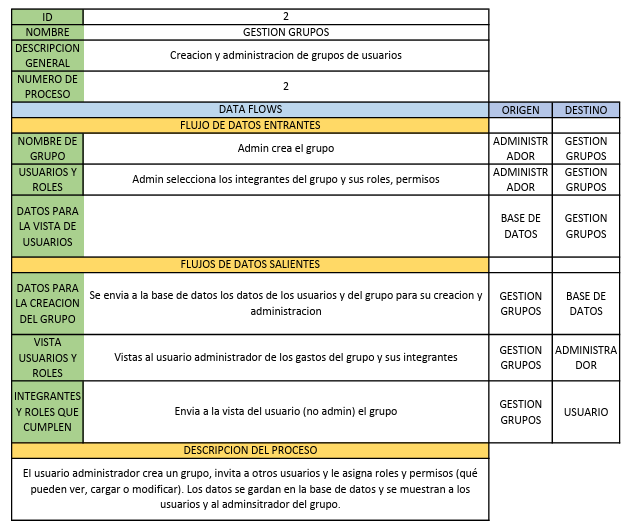 ID
2
NOMBRE
GESTION GRUPOS
DESCRIPCION
GENERAL
Creacion y administracion de grupos de usuarios
NUMERO DE
PROCESO
2
DATA FLOWS
ORIGEN
DESTINO
FLUJO DE DATOS ENTRANTES
NOMBRE DE
GRUPO
Admin crea el grupo
ADMINISTR
ADOR
GESTION
GRUPOS
USUARIOS Y
ROLES
Admin selecciona los integrantes del grupo y sus roles, permisos
ADMINISTR
ADOR
GESTION
GRUPOS
DATOS PARA
LA VISTA DE
USUARIOS
BASE DE
DATOS
GESTION
GRUPOS
FLUJOS DE DATOS SALIENTES
DATOS PARA
LA CREACION
DEL GRUPO
Se envia a la base de datos los datos de los usuarios y del grupo para su creacion y
administracion
GESTION
GRUPOS
BASE DE
DATOS
VISTA
USUARIOS Y
ROLES
Vistas al usuario administrador de los gastos del grupo y sus integrantes
GESTION
GRUPOS
ADMINISTRA
DOR
INTEGRANTES
Y ROLES QUE
CUMPLEN
Envia a la vista del usuario (no admin) el grupo
GESTION
GRUPOS
USUARIO
DESCRIPCION DEL PROCESO
El usuario administrador crea un grupo, invita a otros usuarios y le asigna roles y permisos (qué
pueden ver, cargar o modificar). Los datos se gardan en la base de datos y se muestran a los
usuarios y al adminsitrador del grupo.